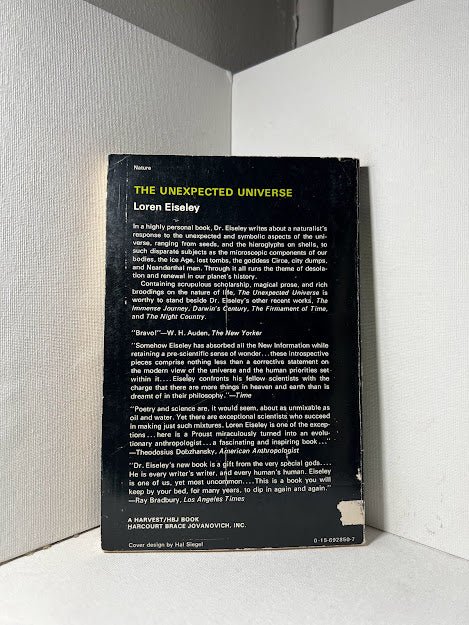 Nature
THE UNEXPECTED UNIVERSE
Loren Eiseley
In a highly personal book, Dr. Eiseley writes about a naturalist's
response to the unexpected and symbolic aspects of the uni-
verse, ranging from seeds, and the hieroglyphs on shells, to
such disparate subjects as the microscopic components of our
bodies, the Ice Age, lost tombs, the goddess Circe, city dumps,
and Neanderthal man. Through it all runs the theme of desola-
tion and renewal in our planet's history.
Containing scrupulous scholarship, magical prose, and rich
broodings on the nature of life, The Unexpected Universe is
worthy to stand beside Dr. Eiseley's other recent works, The
Immense Journey, Darwin's Century, The Firmament of Time,
and The Night Country.
"Bravo!"—W. H. Auden, The New Yorker
"Somehow Eiseley has absorbed all the New Information while
retaining a pre-scientific sense of wonder... these introspective
pieces comprise nothing less than a corrective statement on
the modern view of the universe and the human priorities set
within it.... Eiseley confronts his fellow scientists with the
charge that there are more things in heaven and earth than is
dreamt of in their philosophy."—Time
"Poetry and science are, it would seem, about as unmixable as
oil and water. Yet there are exceptional scientists who succeed
in making just such mixtures. Loren Eiseley is one of the excep-
tions... here is a Proust miraculously turned into an evolu-
tionary anthropologist... a fascinating and inspiring book...."
—Theodosius Dobzhansky, American Anthropologist
"Dr. Eiseley's new book is a gift from the very special gods....
He is every writer's writer, and every human's human. Eiseley
is one of us, yet most uncommon.... This is a book you will
keep by your bed, for many years, to dip in again and again."
—Ray Bradbury, Los Angeles Times
A HARVEST/HBJ BOOK
HARCOURT BRACE JOVANOVICH, INC.
Cover design by Hal Siegel
0-15-692850-7